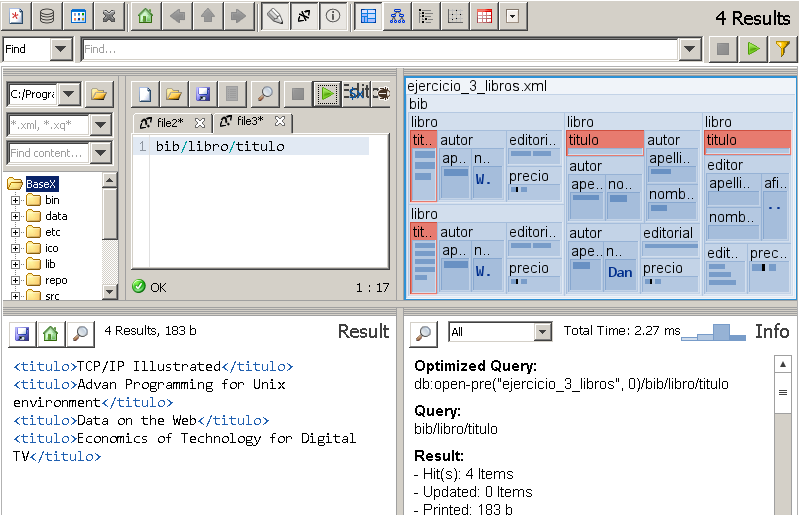 4 Results
Find
Find...
C:/Progra
*.xml, *.xq*
Find content...
BaseX
bin
data
etc
ico
lib
repo
src
Editor
file2*
file3*
1 bib/libro/titulo
OK
1 : 17
ejercicio_3_libros.xml
bib
libro
tit..
autor
ape..
n..
W.
editori..
precio
libro
titulo
autor
ape..
no..
autor
apelli..
nomb..
autor
ape..
n..
Dan
editorial
precio
libro
titulo
editor
apelli..
nomb..
afi..
..
edit..
prec..
libro
tit..
autor
ap..
n..
W.
editori..
precio
4 Results, 183 b
Result
<titulo>TCP/IP Illustrated</titulo>
<titulo>Advan Programming for Unix
environment</titulo>
<titulo>Data on the Web</titulo>
<titulo>Economics of Technology for Digital
TV</titulo>
All
Total Time: 2.27 ms
Info
Optimized Query:
db:open-pre("ejercicio_3_libros", 0)/bib/libro/titulo
Query:
bib/libro/titulo
Result:
- Hit(s): 4 Items
- Updated: 0 Items
- Printed: 183 b